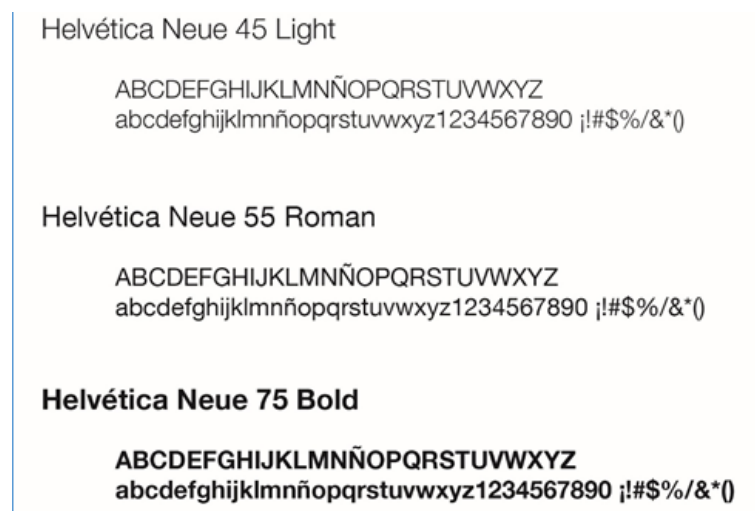 Helvética Neue 45 Light
ABCDEFGHIJKLMNÑOPQRSTUVWXYZ
abcdefghijklmnñopqrstuvwxyz1234567890 ¡!#$%/&*()
Helvética Neue 55 Roman
ABCDEFGHIJKLMNÑOPQRSTUVWXYZ
abcdefghijklmnñopqrstuvwxyz1234567890 ¡!#$%/&*()
Helvética Neue 75 Bold
ABCDEFGHIJKLMNÑOPQRSTUVWXYZ
abcdefghijklmnñopqrstuvwxyz1234567890 ¡!#$%/&*()